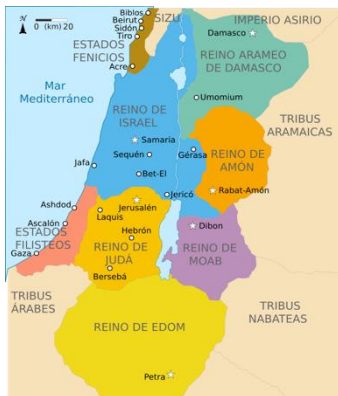 Biblos
Beirut
Sidón
Tiro
SIZU
IMPERIO ASIRIO
N
0 (km) 20
Damasco
ESTADOS
FENICIOS
REINO ARAMEO
DE DAMASCO
Acre
Mar
Mediterráneo
Umomium
REINO DE
ISRAEL
TRIBUS
ARAMAICAS
Samaria
Siquén
Gérasa
REINO DE
AMÓN
Jafa
Bet-El
Jericó
Rabat-Amón
Ashdod
Laquis
Jerusalén
Ascalón
ESTADOS
FILISTEOS
Dibon
Hebrón
REINO DE
JUDÁ
REINO DE
MOAB
Gaza
Bersebá
TRIBUS
ÁRABES
TRIBUS
NABATEAS
REINO DE EDOM
Petra